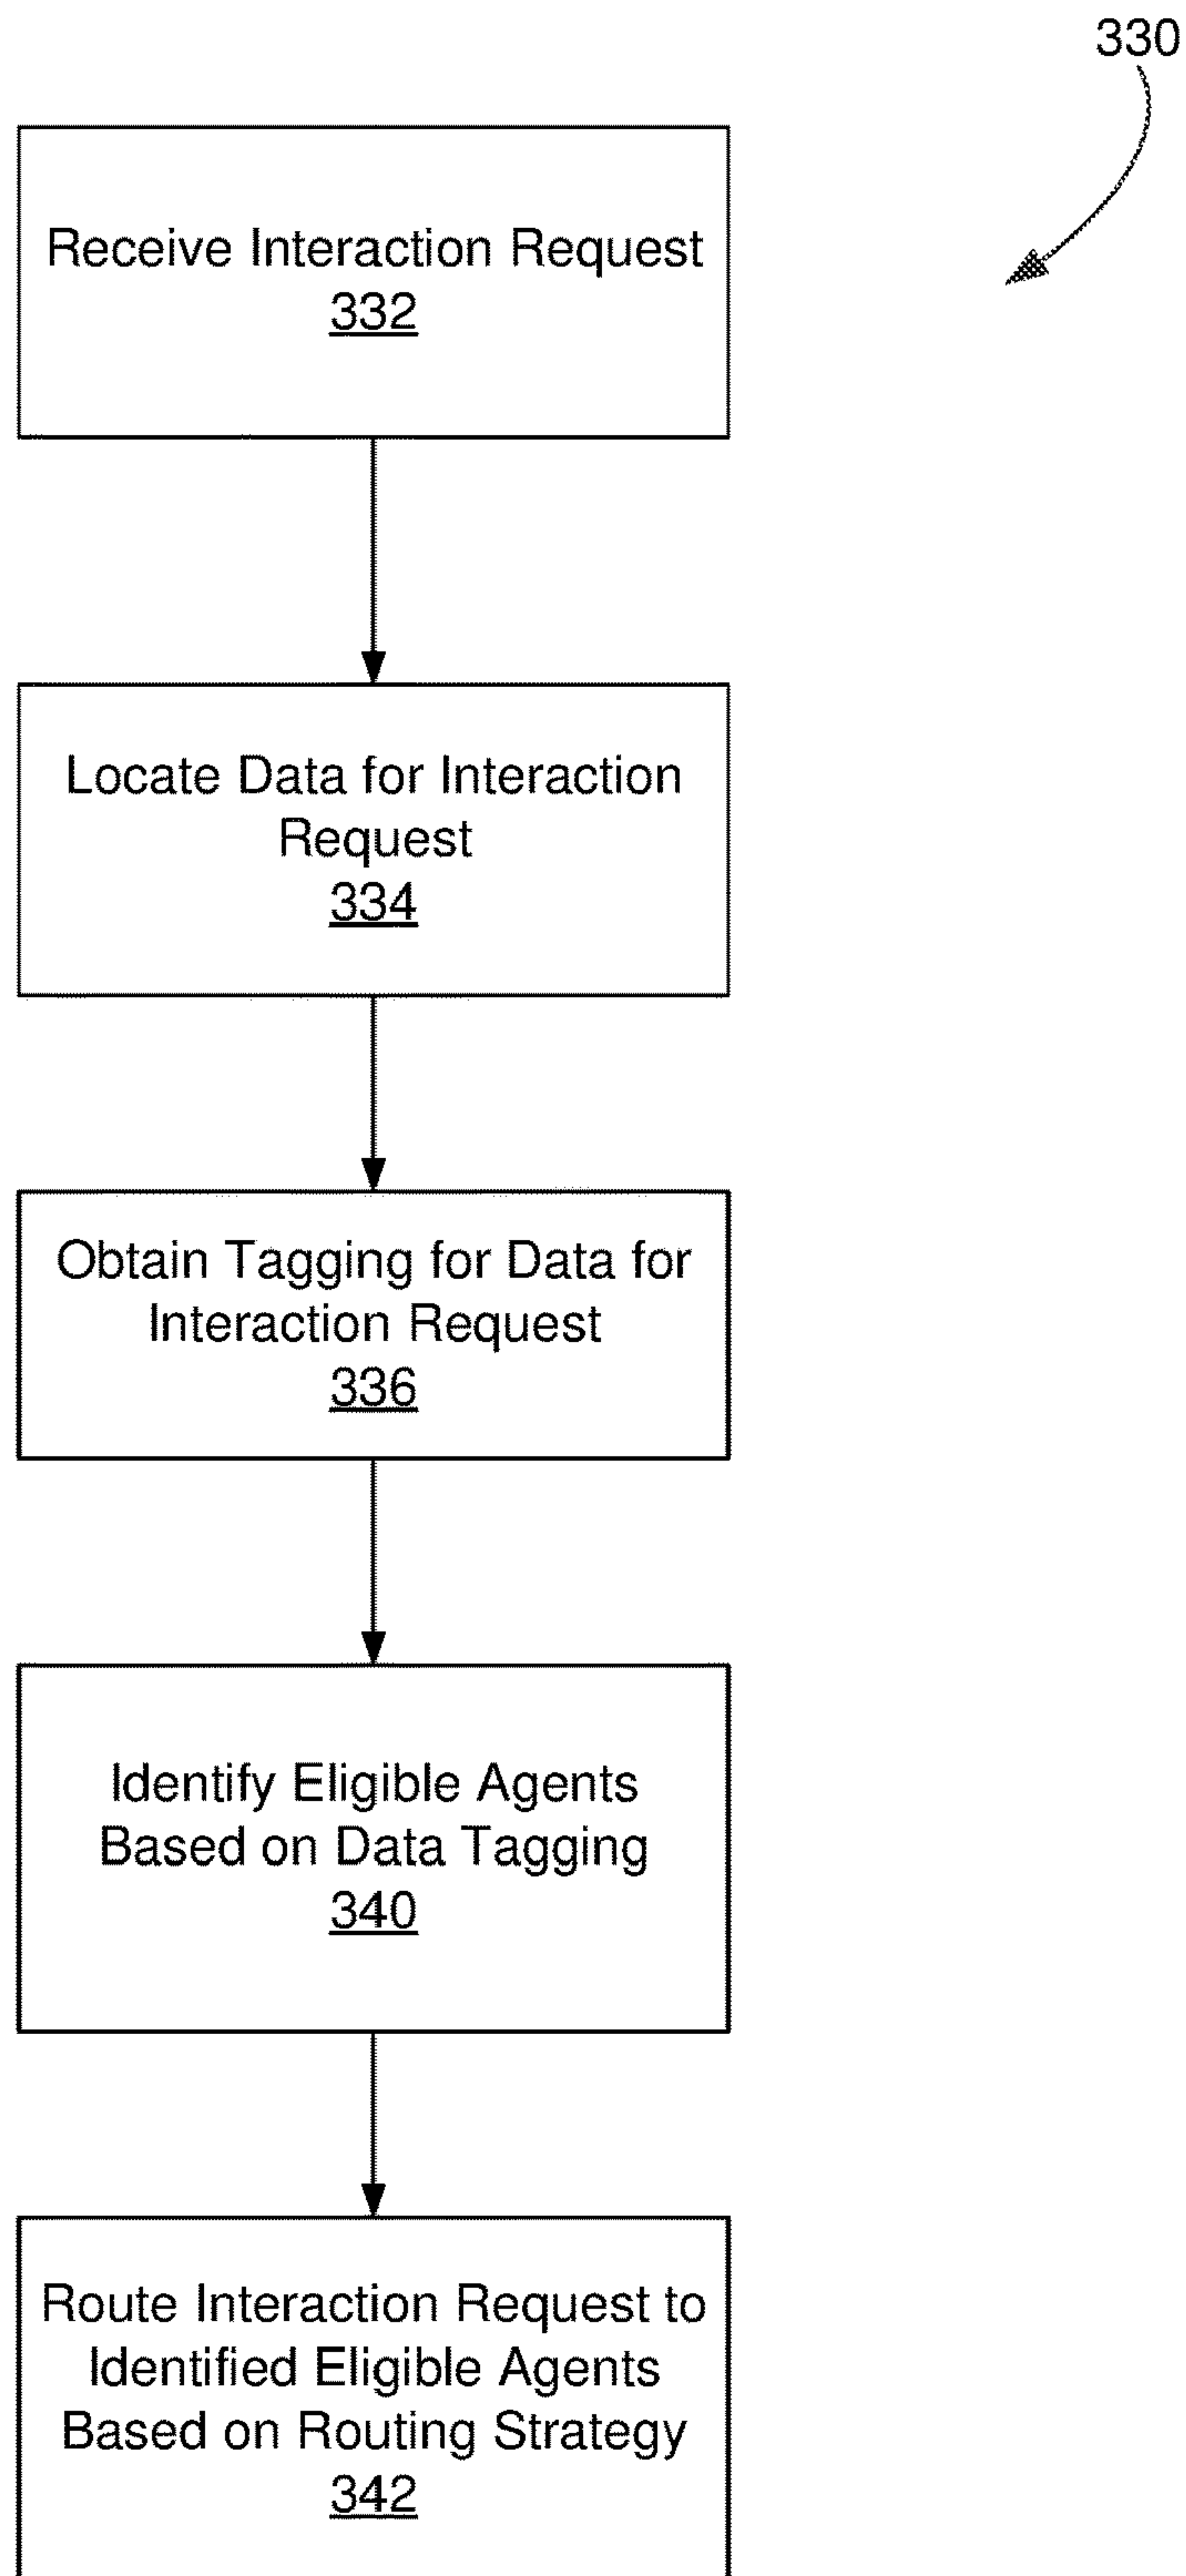 330
Receive Interaction Request
332
Locate Data for Interaction
Request
334
Obtain Tagging for Data for
Interaction Request
336
Identify Eligible Agents
Based on Data Tagging
340
Route Interaction Request to
Identified Eligible Agents
Based on Routing Strategy
342